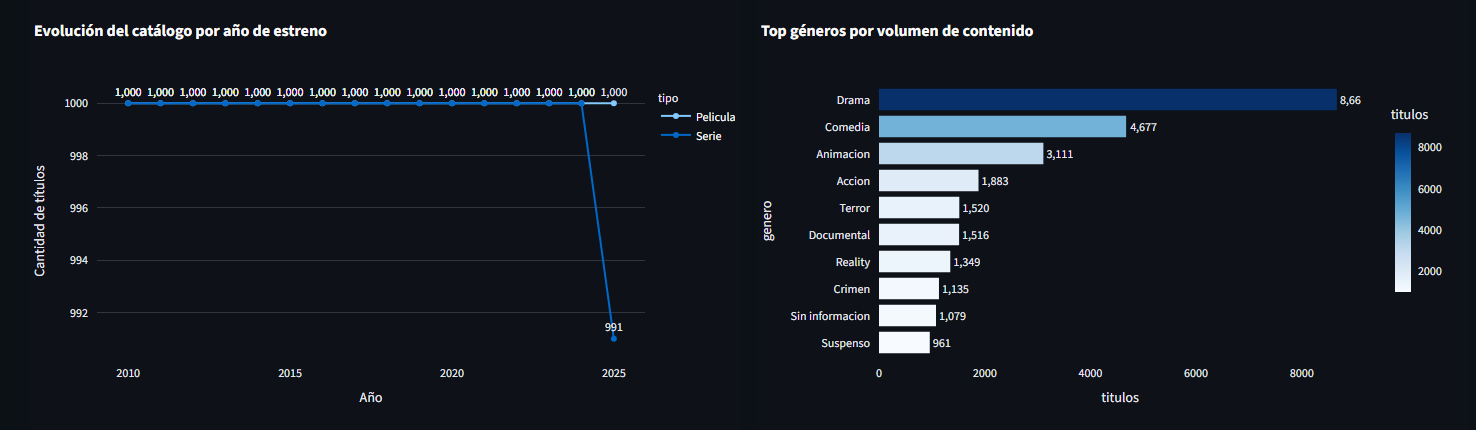 Evolución del catálogo por año de estreno
1,000 1,000 1,000 1,000 1,000 1,000 1,000 1,000 1,000 1,000 1,000 1,000 1,000 1,000 1,000 1,000
1000
998
996
994
992
991
Cantidad de títulos
2010 2015 2020 2025
Año
tipo
Pelicula
Serie
Top géneros por volumen de contenido
genero
Drama 8,66
Comedia 4,677
Animacion 3,111
Accion 1,883
Terror 1,520
Documental 1,516
Reality 1,349
Crimen 1,135
Sin informacion 1,079
Suspenso 961
0 2000 4000 6000 8000
titulos
titulos
8000
6000
4000
2000